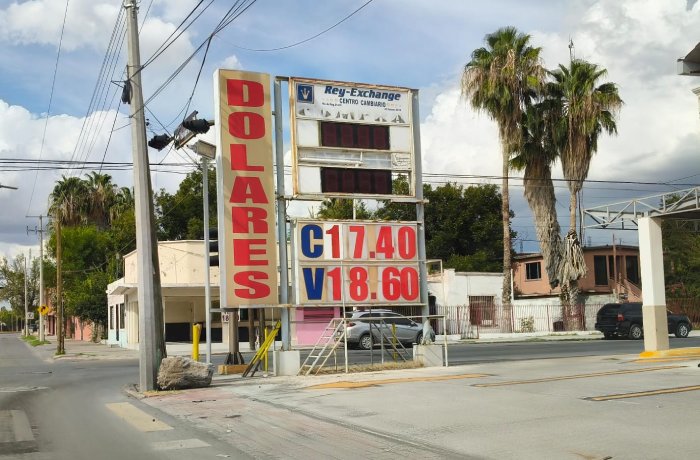 DOLARES
Rey-Exchange
CENTRO CAMBIARIO
C 17.40
V 18.60